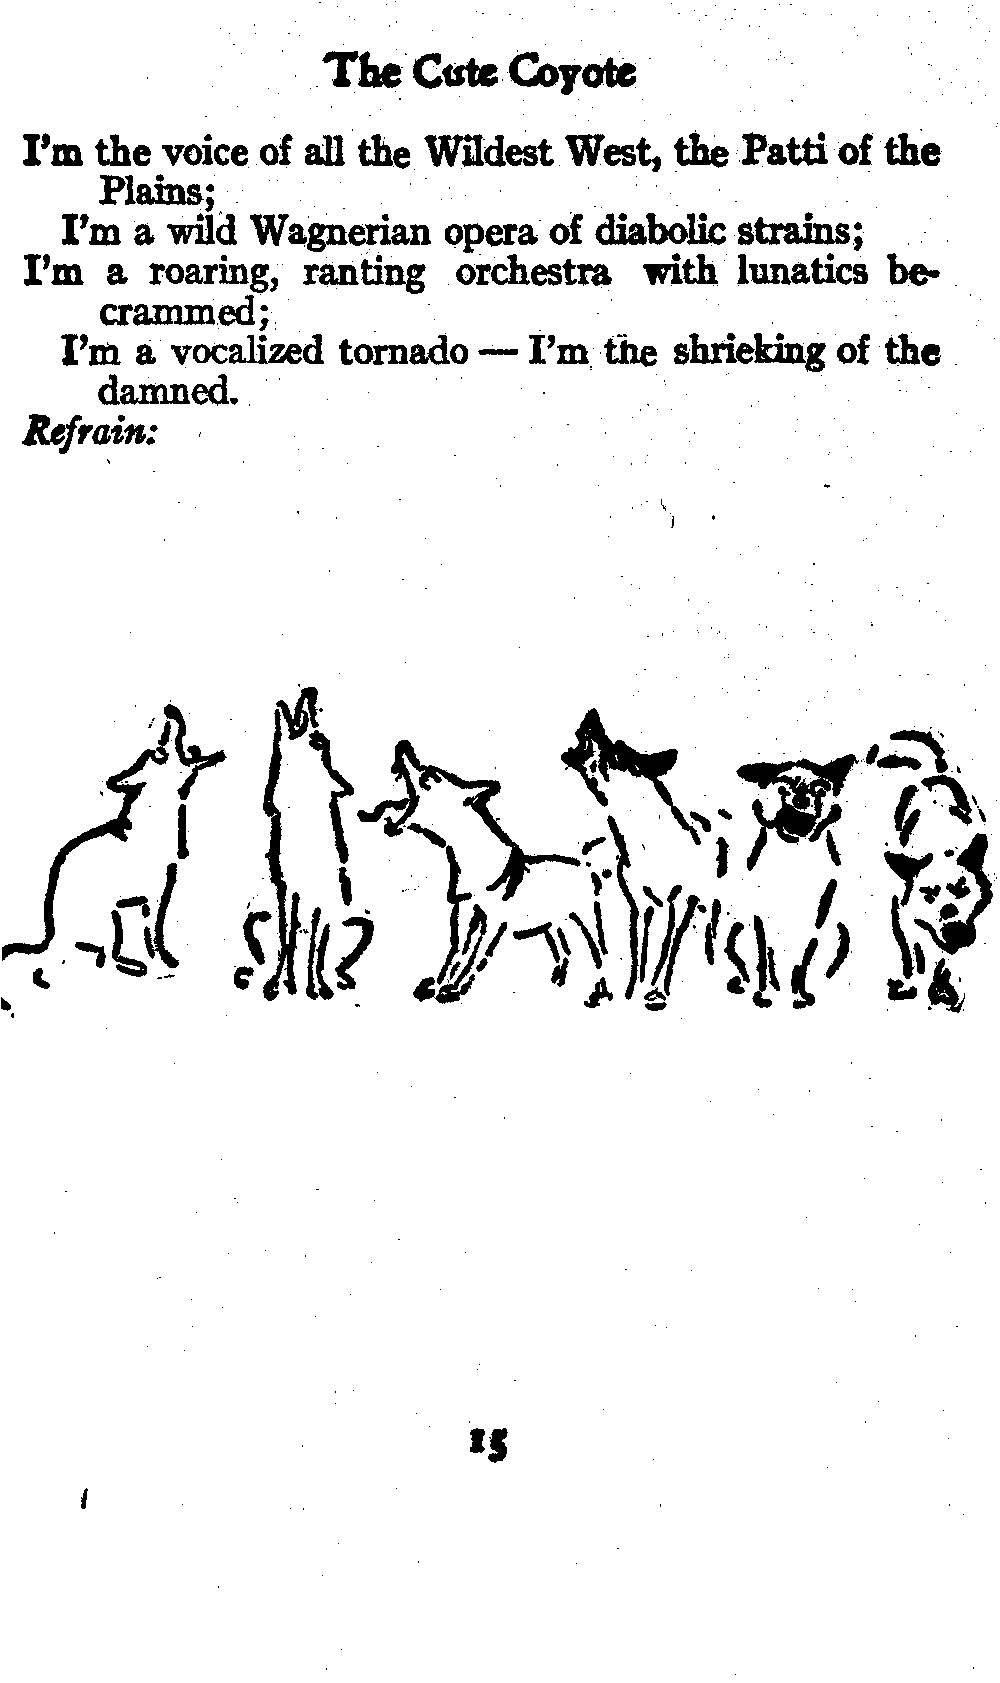 The Cute Coyote
I'm the voice of all the Wildest West, the Patti of the
Plains;
I'm a wild Wagnerian opera of diabolic strains;
I'm a roaring, ranting orchestra with lunatics be-
crammed;
I'm a vocalized tornado — I'm the shrieking of the
damned.
Refrain:
15